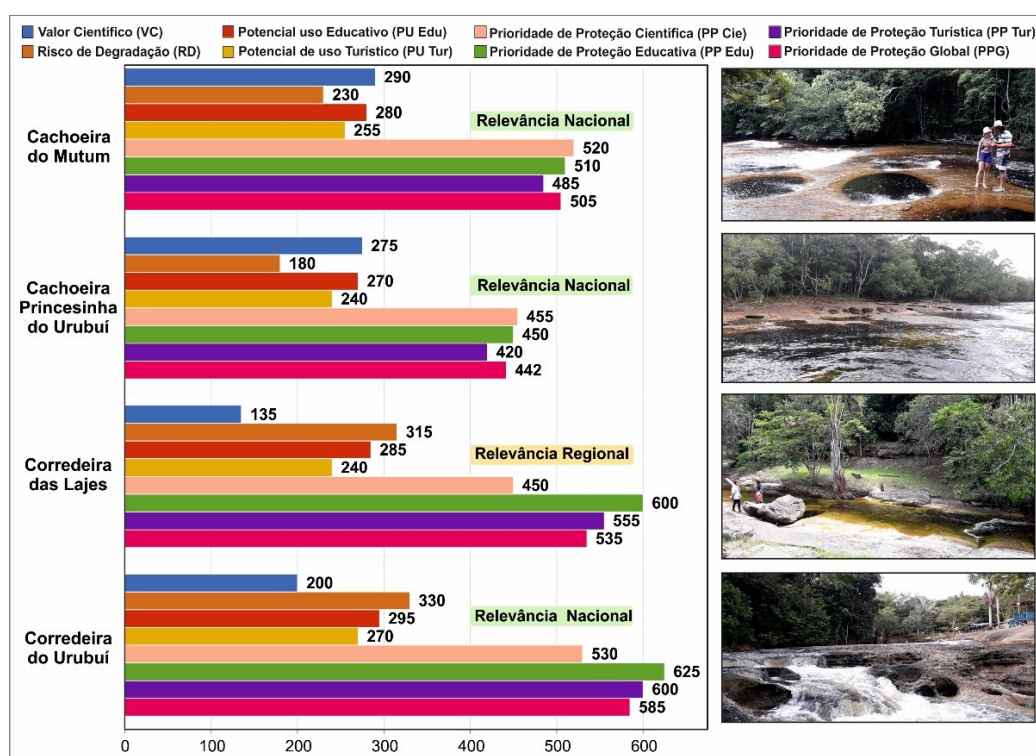 Valor Científico (VC)
Potencial uso Educativo (PU Edu)
Prioridade de Proteção Científica (PP Cie)
Prioridade de Proteção Turística (PP Tur)
Risco de Degradação (RD)
Potencial de uso Turístico (PU Tur)
Prioridade de Proteção Educativa (PP Edu)
Prioridade de Proteção Global (PPG)
Cachoeira
do Mutum
290
230
280
255
Relevância Nacional
520
510
485
505
Cachoeira
Princesinha
do Urubuí
275
180
270
240
Relevância Nacional
455
450
420
442
Corredeira
das Lajes
135
315
285
240
Relevância Regional
450
600
555
535
Corredeira
do Urubuí
200
330
295
270
Relevância Nacional
530
625
600
585
0 100 200 300 400 500 600